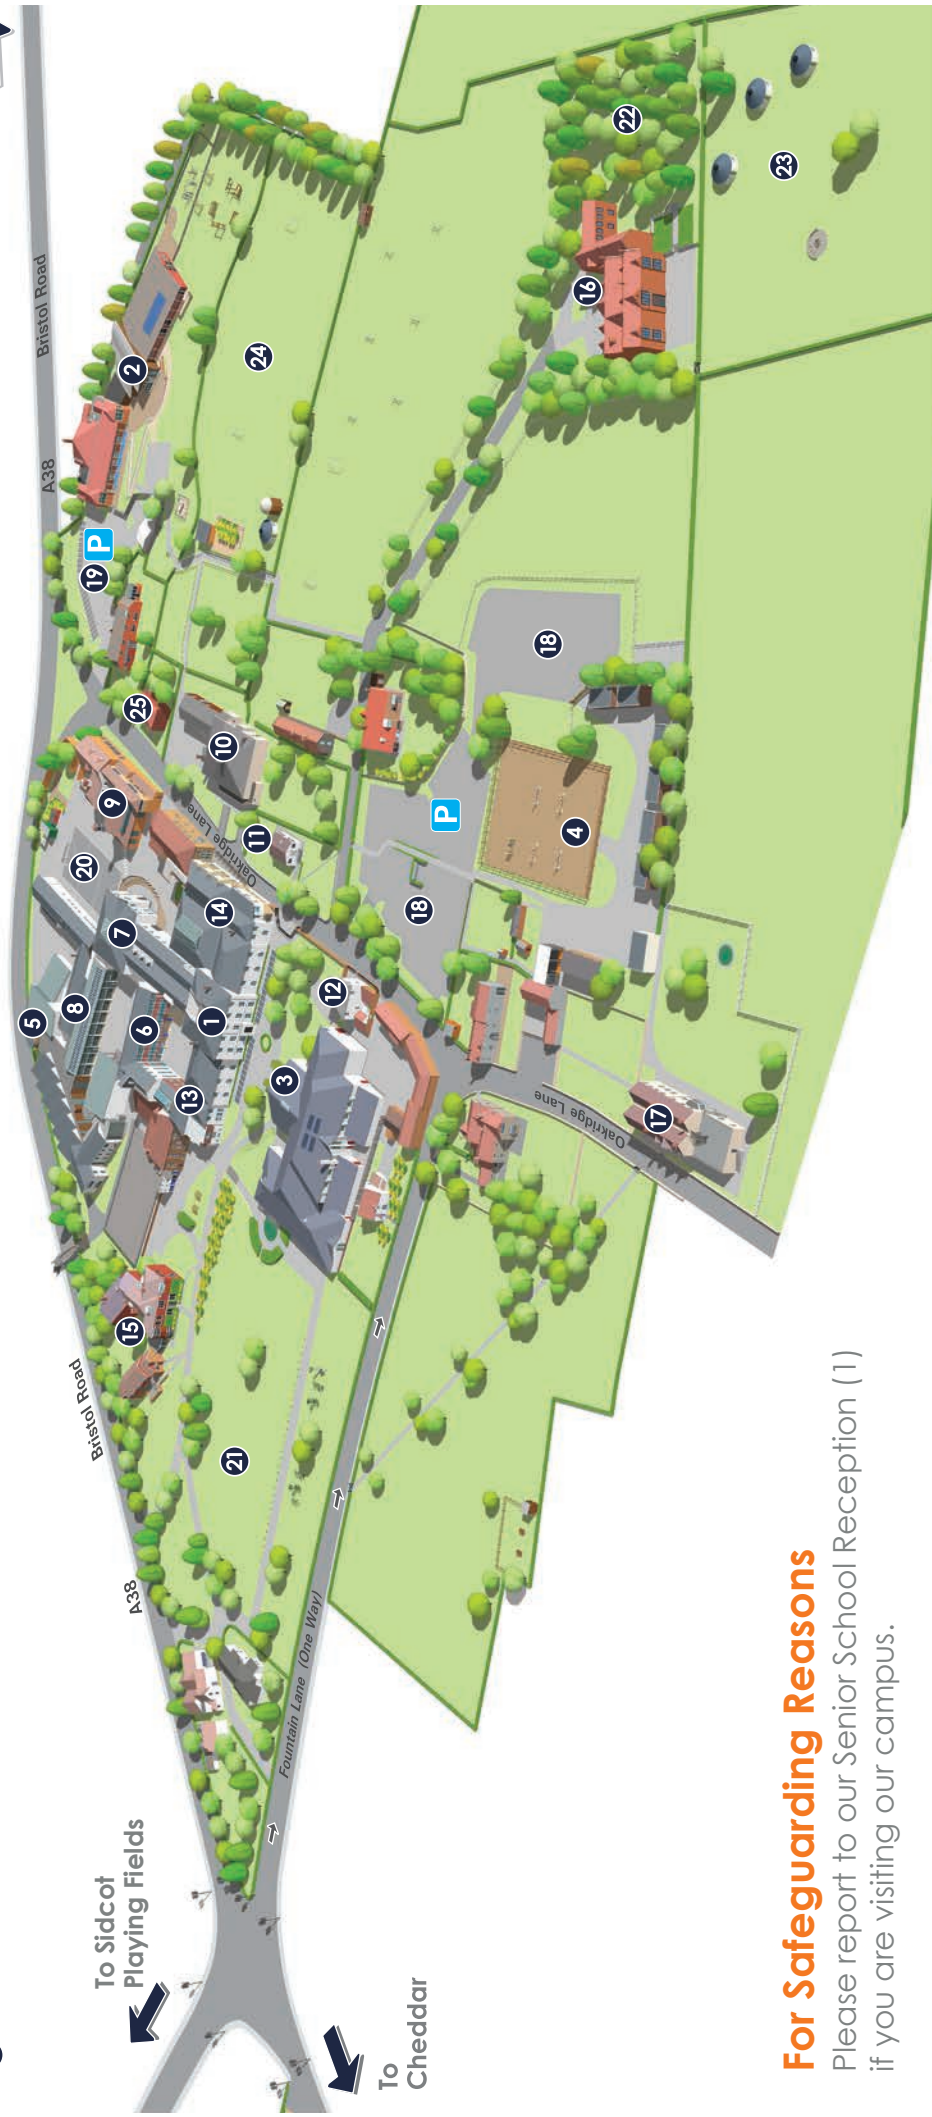 To Sidcot
Playing Fields
To
Cheddar
A38
Bristol Road
A38
Bristol Road
Fountain Lane (One Way)
Oakridge Lane
Oakridge Lane
P
P
1
2
3
4
5
6
7
8
9
10
11
12
13
14
15
16
17
18
18
19
20
21
22
23
24
25
For Safeguarding Reasons
Please report to our Senior School Reception (1)
if you are visiting our campus.